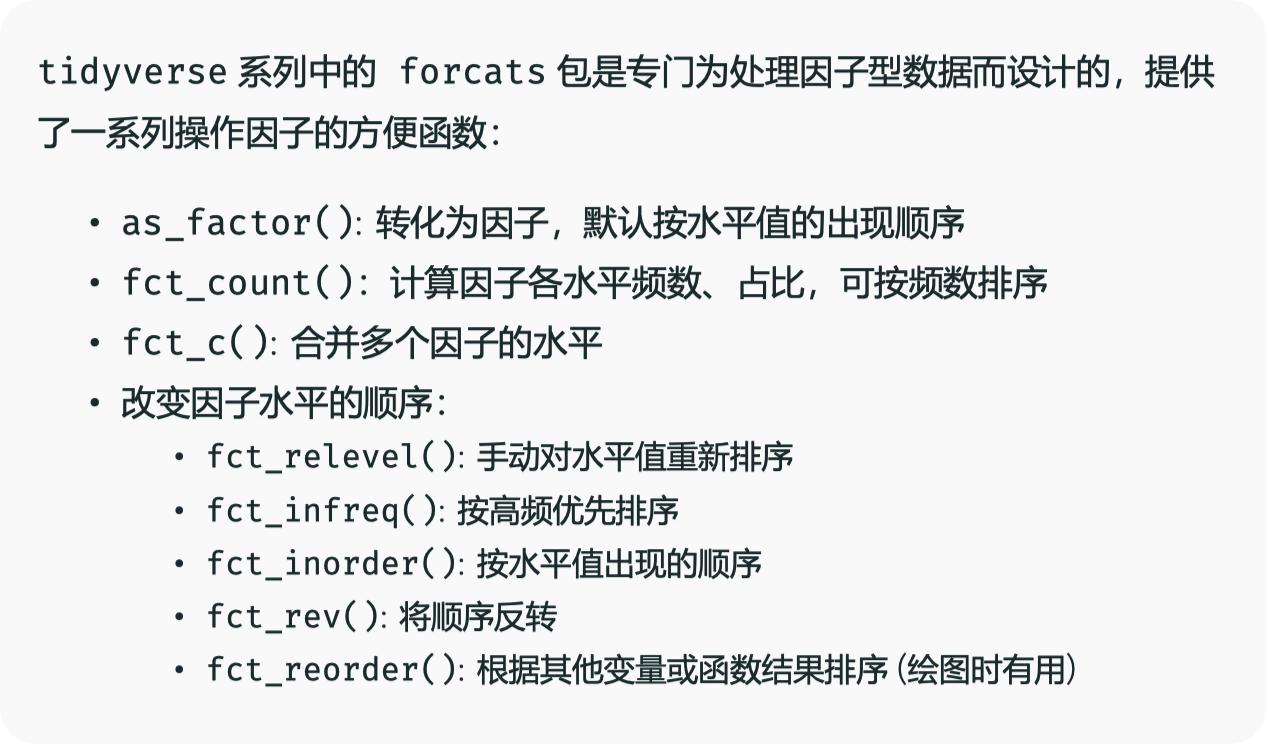 tidyverse 系列中的 forcats 包是专门为处理因子型数据而设计的，提供
了一系列操作因子的方便函数：
• as_factor(): 转化为因子，默认按水平值的出现顺序
• fct_count()：计算因子各水平频数、占比，可按频数排序
• fct_c(): 合并多个因子的水平
• 改变因子水平的顺序：
• fct_relevel(): 手动对水平值重新排序
• fct_infreq(): 按高频优先排序
• fct_inorder(): 按水平值出现的顺序
• fct_rev(): 将顺序反转
• fct_reorder(): 根据其他变量或函数结果排序 (绘图时有用)